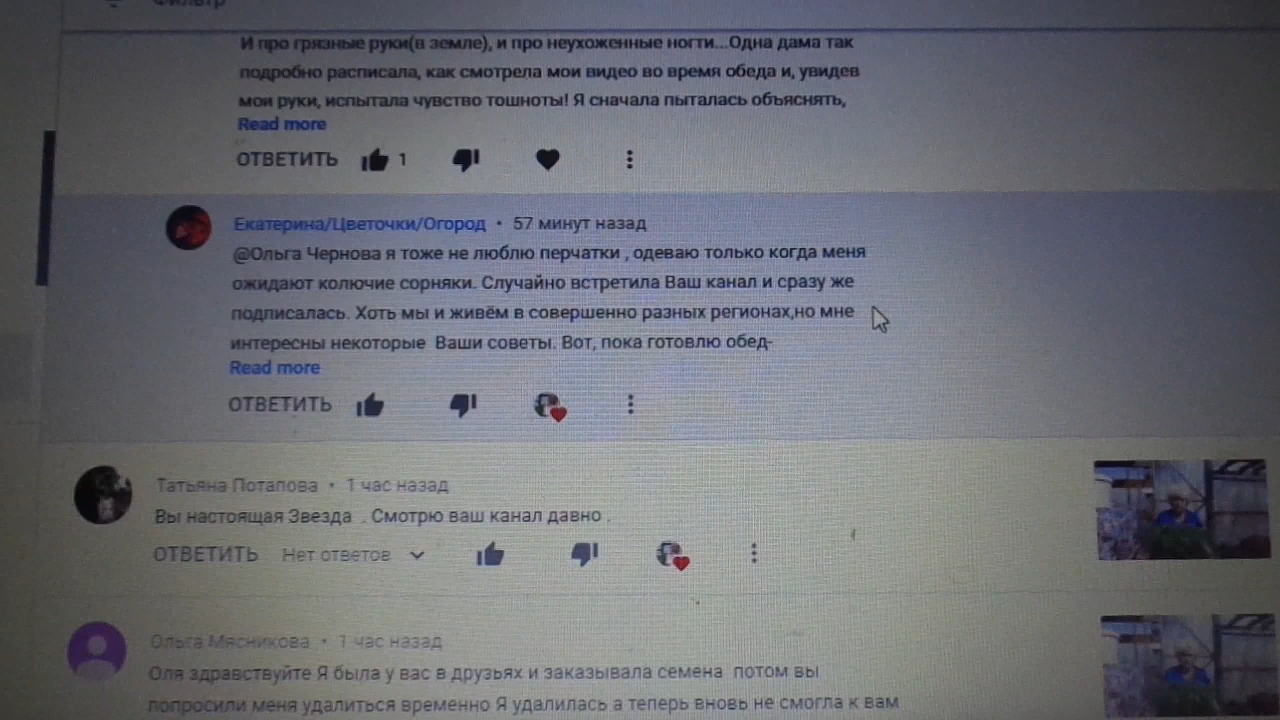 Фильтр
И про грязные руки(в земле), и про неухоженные ногти...Одна дама так
подробно расписала, как смотрела мои видео во время обеда и, увидев
мои руки, испытала чувство тошноты! Я сначала пыталась объяснять,
Read more
ОТВЕТИТЬ 1
Екатерина/Цветочки/Огород • 57 минут назад
@Ольга Чернова я тоже не люблю перчатки , одеваю только когда меня
ожидают колючие сорняки. Случайно встретила Ваш канал и сразу же
подписалась. Хоть мы и живём в совершенно разных регионах,но мне
интересны некоторые Ваши советы. Вот, пока готовлю обед-
Read more
ОТВЕТИТЬ
Татьяна Потапова • 1 час назад
Вы настоящая Звезда . Смотрю ваш канал давно .
ОТВЕТИТЬ Нет ответов
Ольга Мясникова • 1 час назад
Оля здравствуйте Я была у вас в друзьях и заказывала семена потом вы
попросили меня удалиться временно Я удалилась а теперь вновь не смогла к вам